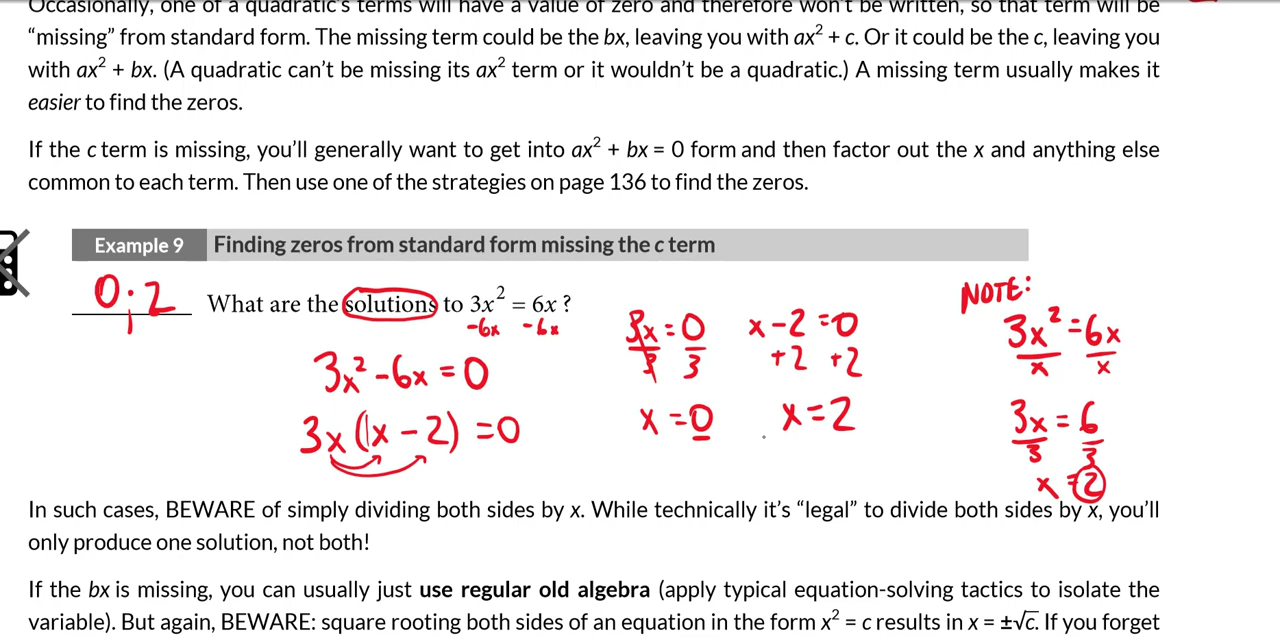 Occasionally, one of a quadratic's terms will have a value of zero and therefore won't be written, so that term will be
“missing” from standard form. The missing term could be the bx, leaving you with ax² + c. Or it could be the c, leaving you
with ax² + bx. (A quadratic can’t be missing its ax² term or it wouldn’t be a quadratic.) A missing term usually makes it
easier to find the zeros.
If the c term is missing, you’ll generally want to get into ax² + bx = 0 form and then factor out the x and anything else
common to each term. Then use one of the strategies on page 136 to find the zeros.
Example 9 Finding zeros from standard form missing the c term
0, 2 What are the solutions to 3x² = 6x ?
-6x -6x
3x² - 6x = 0
3x(1x - 2) = 0
3x = 0
3 3
x = 0
x - 2 = 0
+2 +2
x = 2
NOTE:
3x² = 6x
x x
3x = 6
3 3
x = 2
In such cases, BEWARE of simply dividing both sides by x. While technically it’s “legal” to divide both sides by x, you’ll
only produce one solution, not both!
If the bx is missing, you can usually just use regular old algebra (apply typical equation-solving tactics to isolate the
variable). But again, BEWARE: square rooting both sides of an equation in the form x² = c results in x = ±√c. If you forget